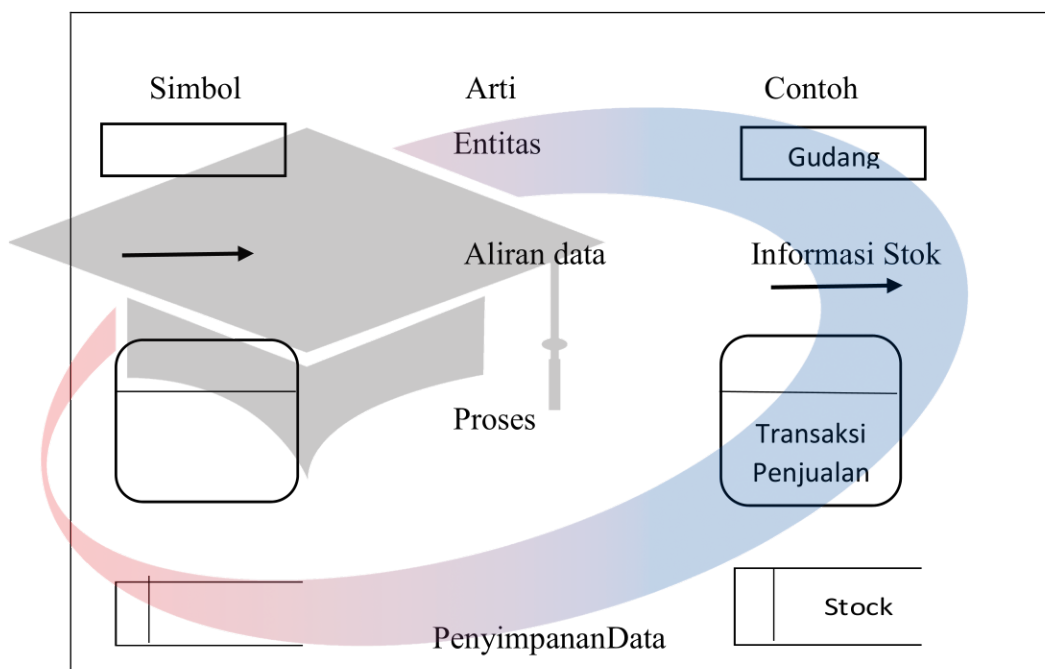 Simbol Arti Contoh
Entitas Gudang
Aliran data Informasi Stok
Proses Transaksi
Penjualan
PenyimpananData Stock